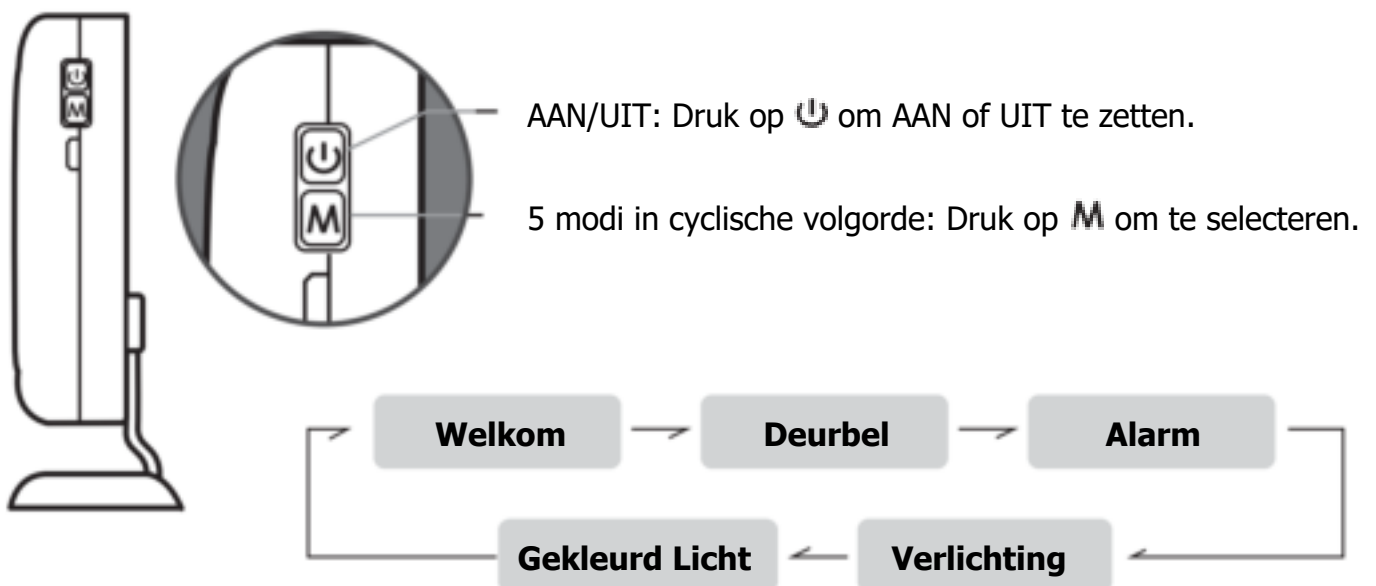 AAN/UIT: Druk op ⏻ om AAN of UIT te zetten.
M
5 modi in cyclische volgorde: Druk op M om te selecteren.
M
Welkom
Deurbel
Alarm
Gekleurd Licht
Verlichting